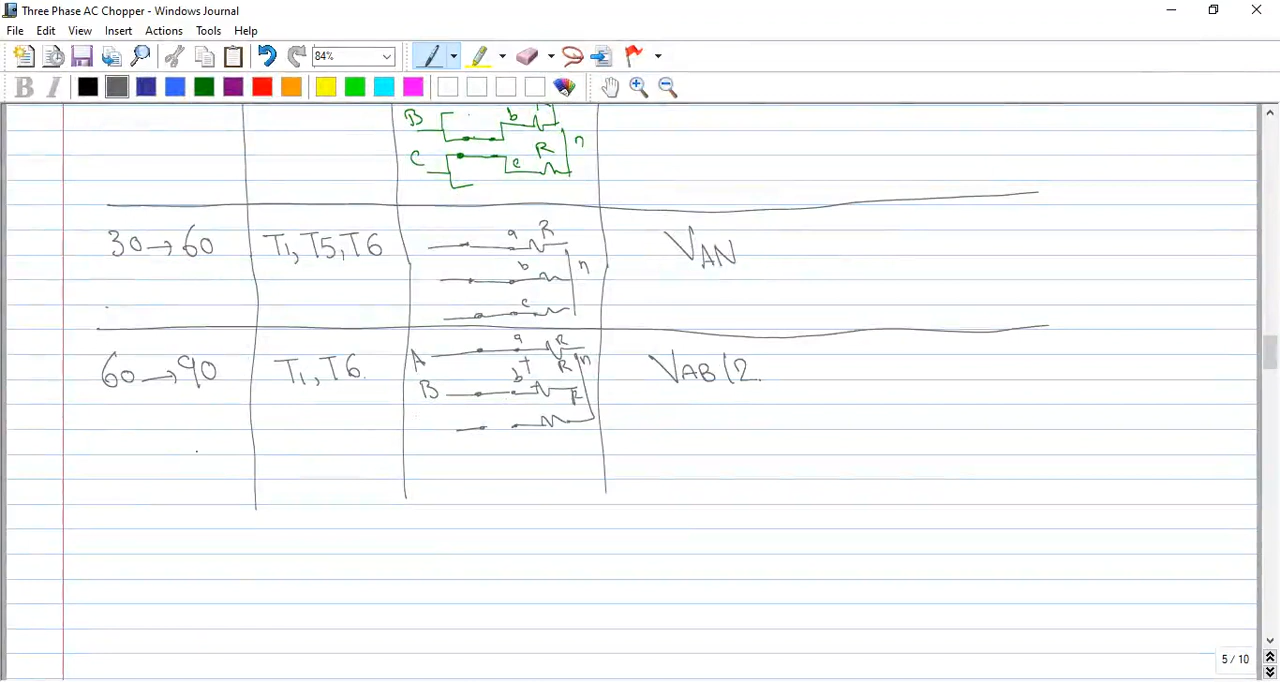 Three Phase AC Chopper - Windows Journal
File Edit View Insert Actions Tools Help
84%
B I
B b n
C c R
30→60 T1, T5, T6 a R VAN
b n
c
60→90 T1, T6. A a R VAB/2.
B b + R n
R
5 / 10